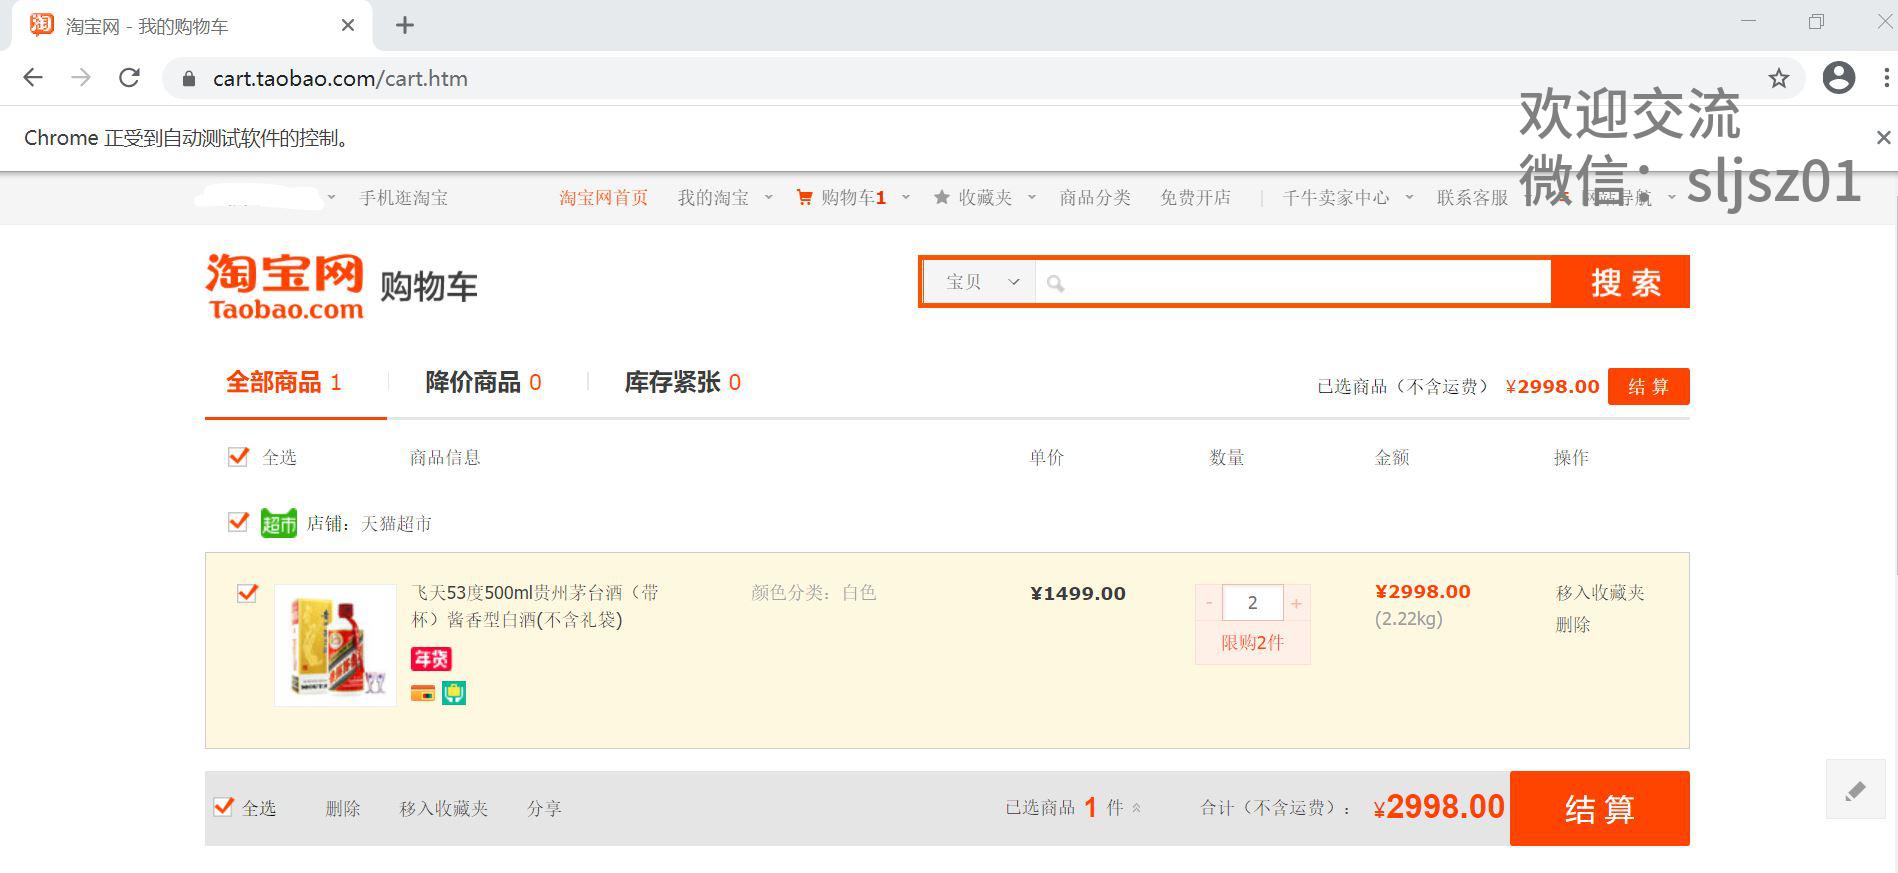 淘宝网 - 我的购物车
cart.taobao.com/cart.htm
欢迎交流
Chrome 正受到自动测试软件的控制。
微信：sljsz01
手机逛淘宝 淘宝网首页 我的淘宝 购物车1 收藏夹 商品分类 免费开店 千牛卖家中心 联系客服 网站导航
淘宝网
Taobao.com
购物车
宝贝 搜索
全部商品 1 降价商品 0 库存紧张 0 已选商品（不含运费） ¥2998.00 结算
全选 商品信息 单价 数量 金额 操作
超市 店铺：天猫超市
飞天53度500ml贵州茅台酒（带 颜色分类：白色 ¥1499.00 - 2 + ¥2998.00 移入收藏夹
杯）酱香型白酒(不含礼袋) (2.22kg) 删除
限购2件
年货
全选 删除 移入收藏夹 分享 已选商品 1 件 合计（不含运费）： ¥2998.00 结算